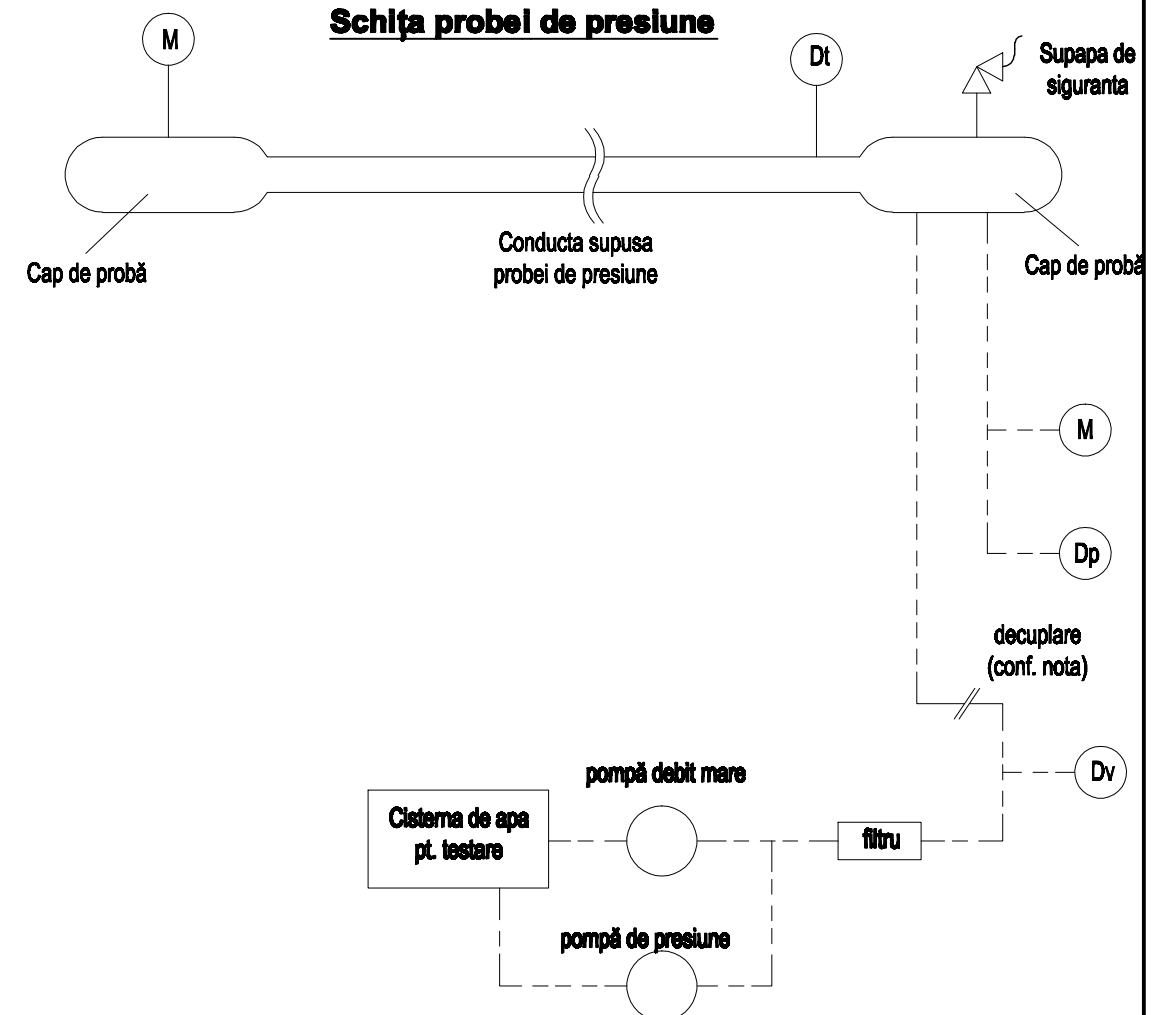 Schița probei de presiune
M
Dt
Supapa de
siguranta
Conducta supusa
probei de presiune
Cap de probă
Cap de probă
M
Dp
decuplare
(conf. nota)
Dv
pompă debit mare
Cisterna de apa
pt. testare
filtru
pompă de presiune